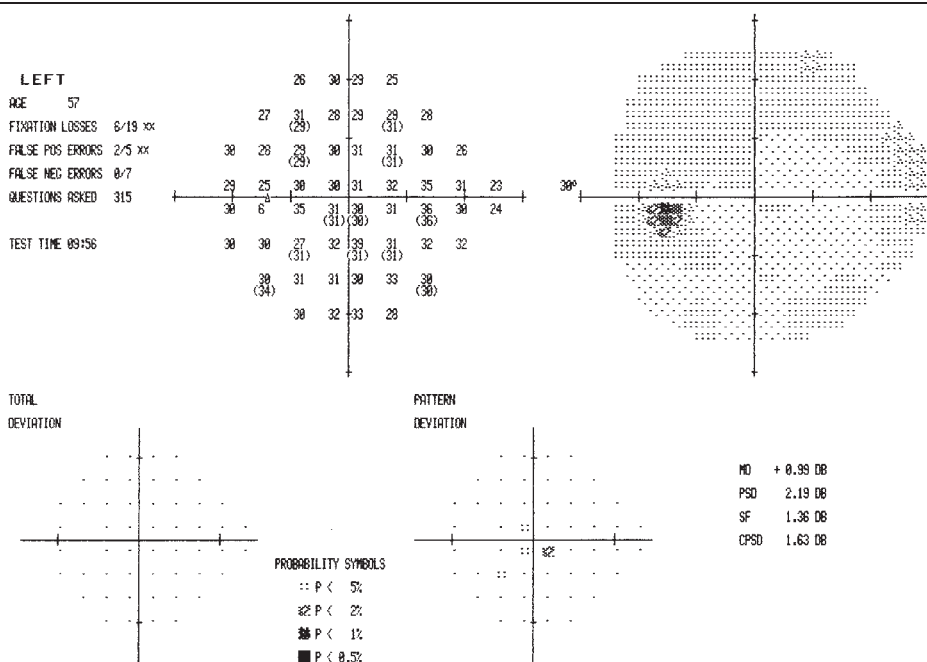 LEFT
AGE 57
FIXATION LOSSES 6/19 xx
FALSE POS ERRORS 2/5 xx
FALSE NEG ERRORS 0/7
QUESTIONS ASKED 315
TEST TIME 09:56
26 30 29 25
27 31 28 29 29 28
(29) (31)
30 28 29 30 31 31 30 26
(29) (31)
29 25 30 30 31 32 35 31 23
30 6 35 31 30 31 36 30 24
(31) (30) (36)
30 30 27 32 39 31 32 32
(31) (31) (31)
30 31 31 30 33 30
(34) (30)
30 32 33 28
30°
TOTAL
DEVIATION
PATTERN
DEVIATION
PROBABILITY SYMBOLS
P < 5%
P < 2%
P < 1%
P < 0.5%
MD + 0.99 DB
PSD 2.19 DB
SF 1.36 DB
CPSD 1.63 DB